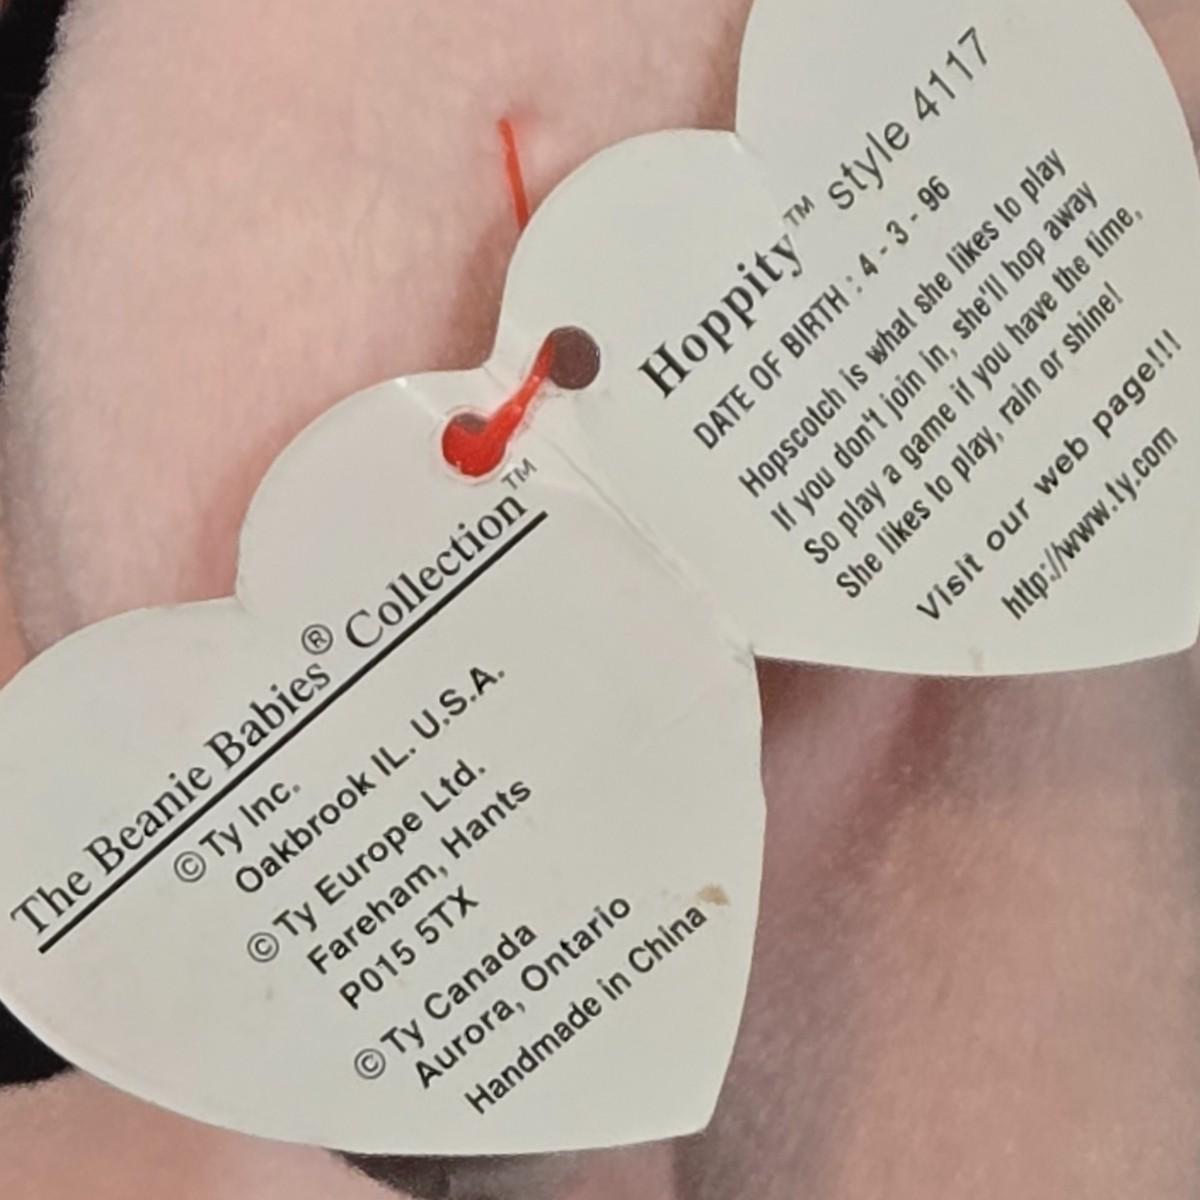 The Beanie Babies® Collection™
© Ty Inc.
Oakbrook IL. U.S.A.
© Ty Europe Ltd.
Fareham, Hants
P015 5TX
© Ty Canada
Aurora, Ontario
Handmade in China
Hoppity™ style 4117
DATE OF BIRTH : 4 - 3 - 96
Hopscotch is what she likes to play
If you don't join in, she'll hop away
So play a game if you have the time,
She likes to play, rain or shine!
Visit our web page!!!
http://www.ty.com